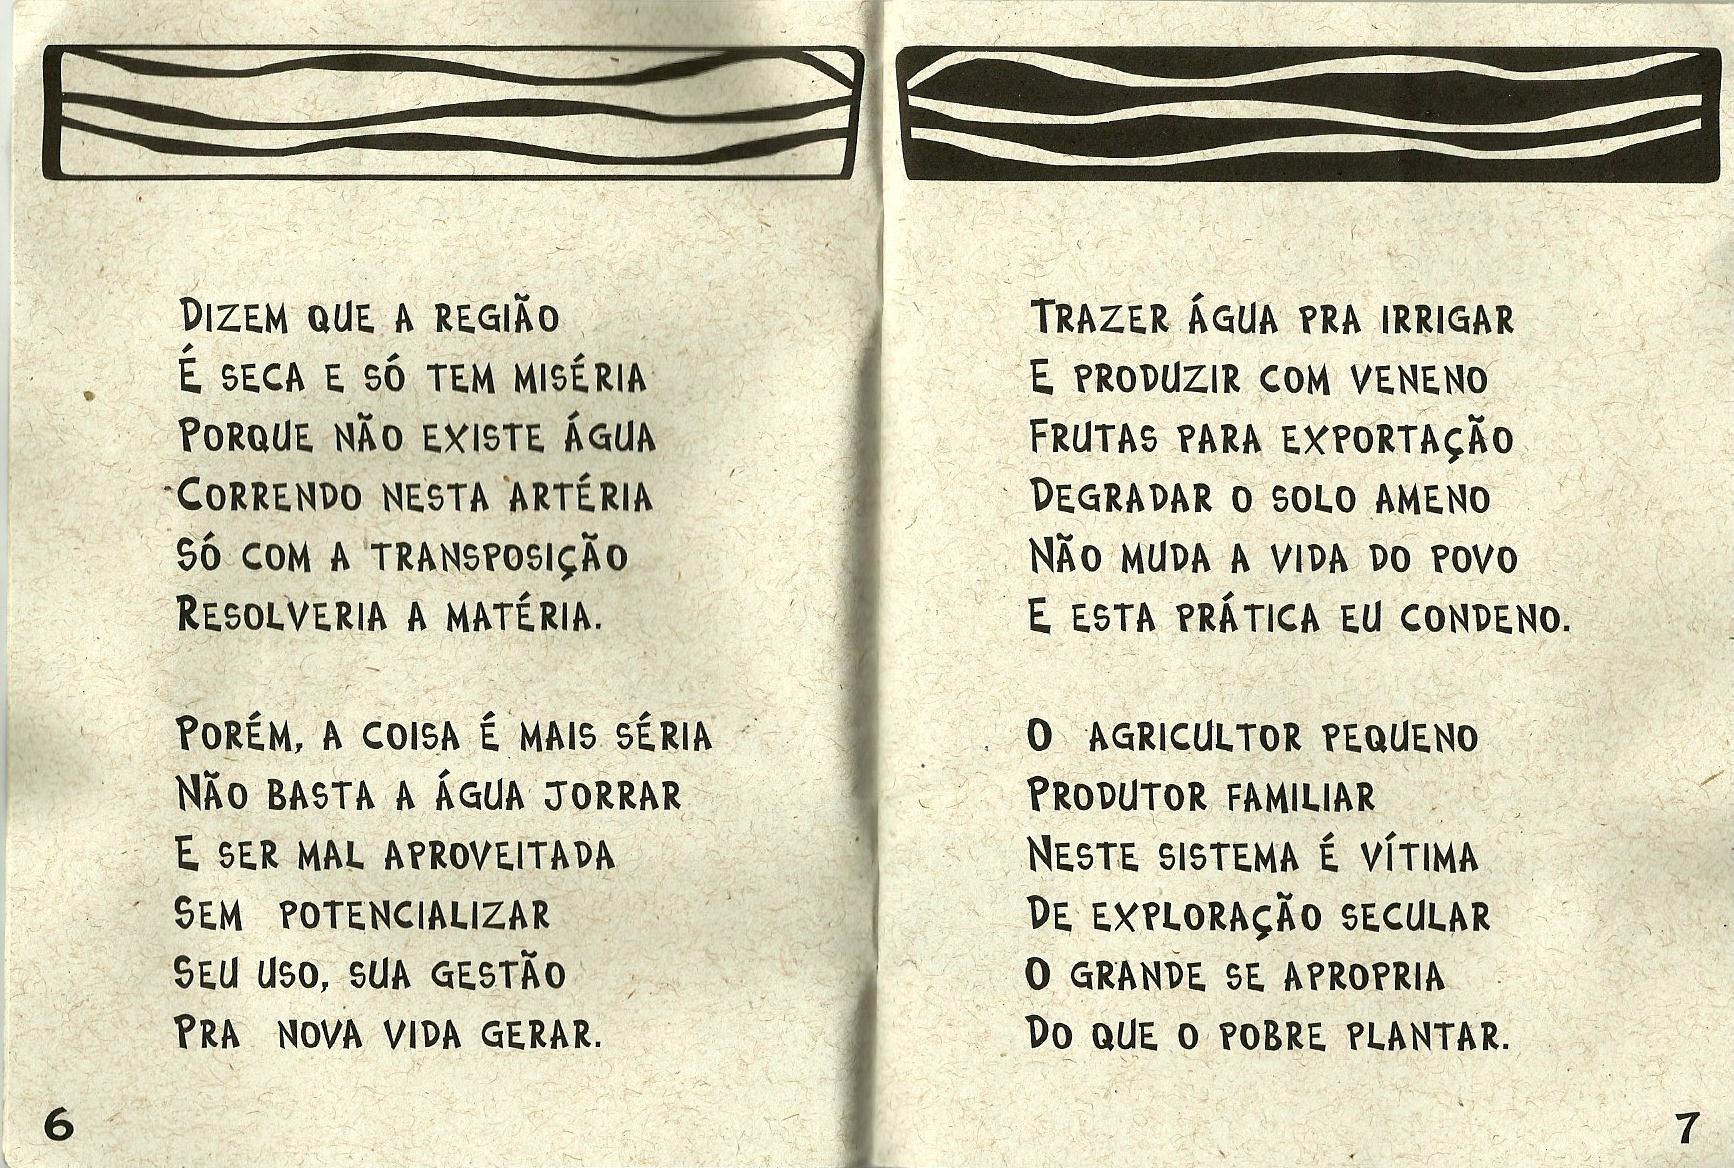 Dizem que a região
É seca e só tem miséria
Porque não existe água
Correndo nesta artéria
Só com a transposição
Resolveria a matéria.
Porém, a coisa é mais séria
Não basta a água jorrar
E ser mal aproveitada
Sem potencializar
Seu uso, sua gestão
Pra nova vida gerar.
6
Trazer água pra irrigar
E produzir com veneno
Frutas para exportação
Degradar o solo ameno
Não muda a vida do povo
E esta prática eu condeno.
O agricultor pequeno
Produtor familiar
Neste sistema é vítima
De exploração secular
O grande se apropria
Do que o pobre plantar.
7